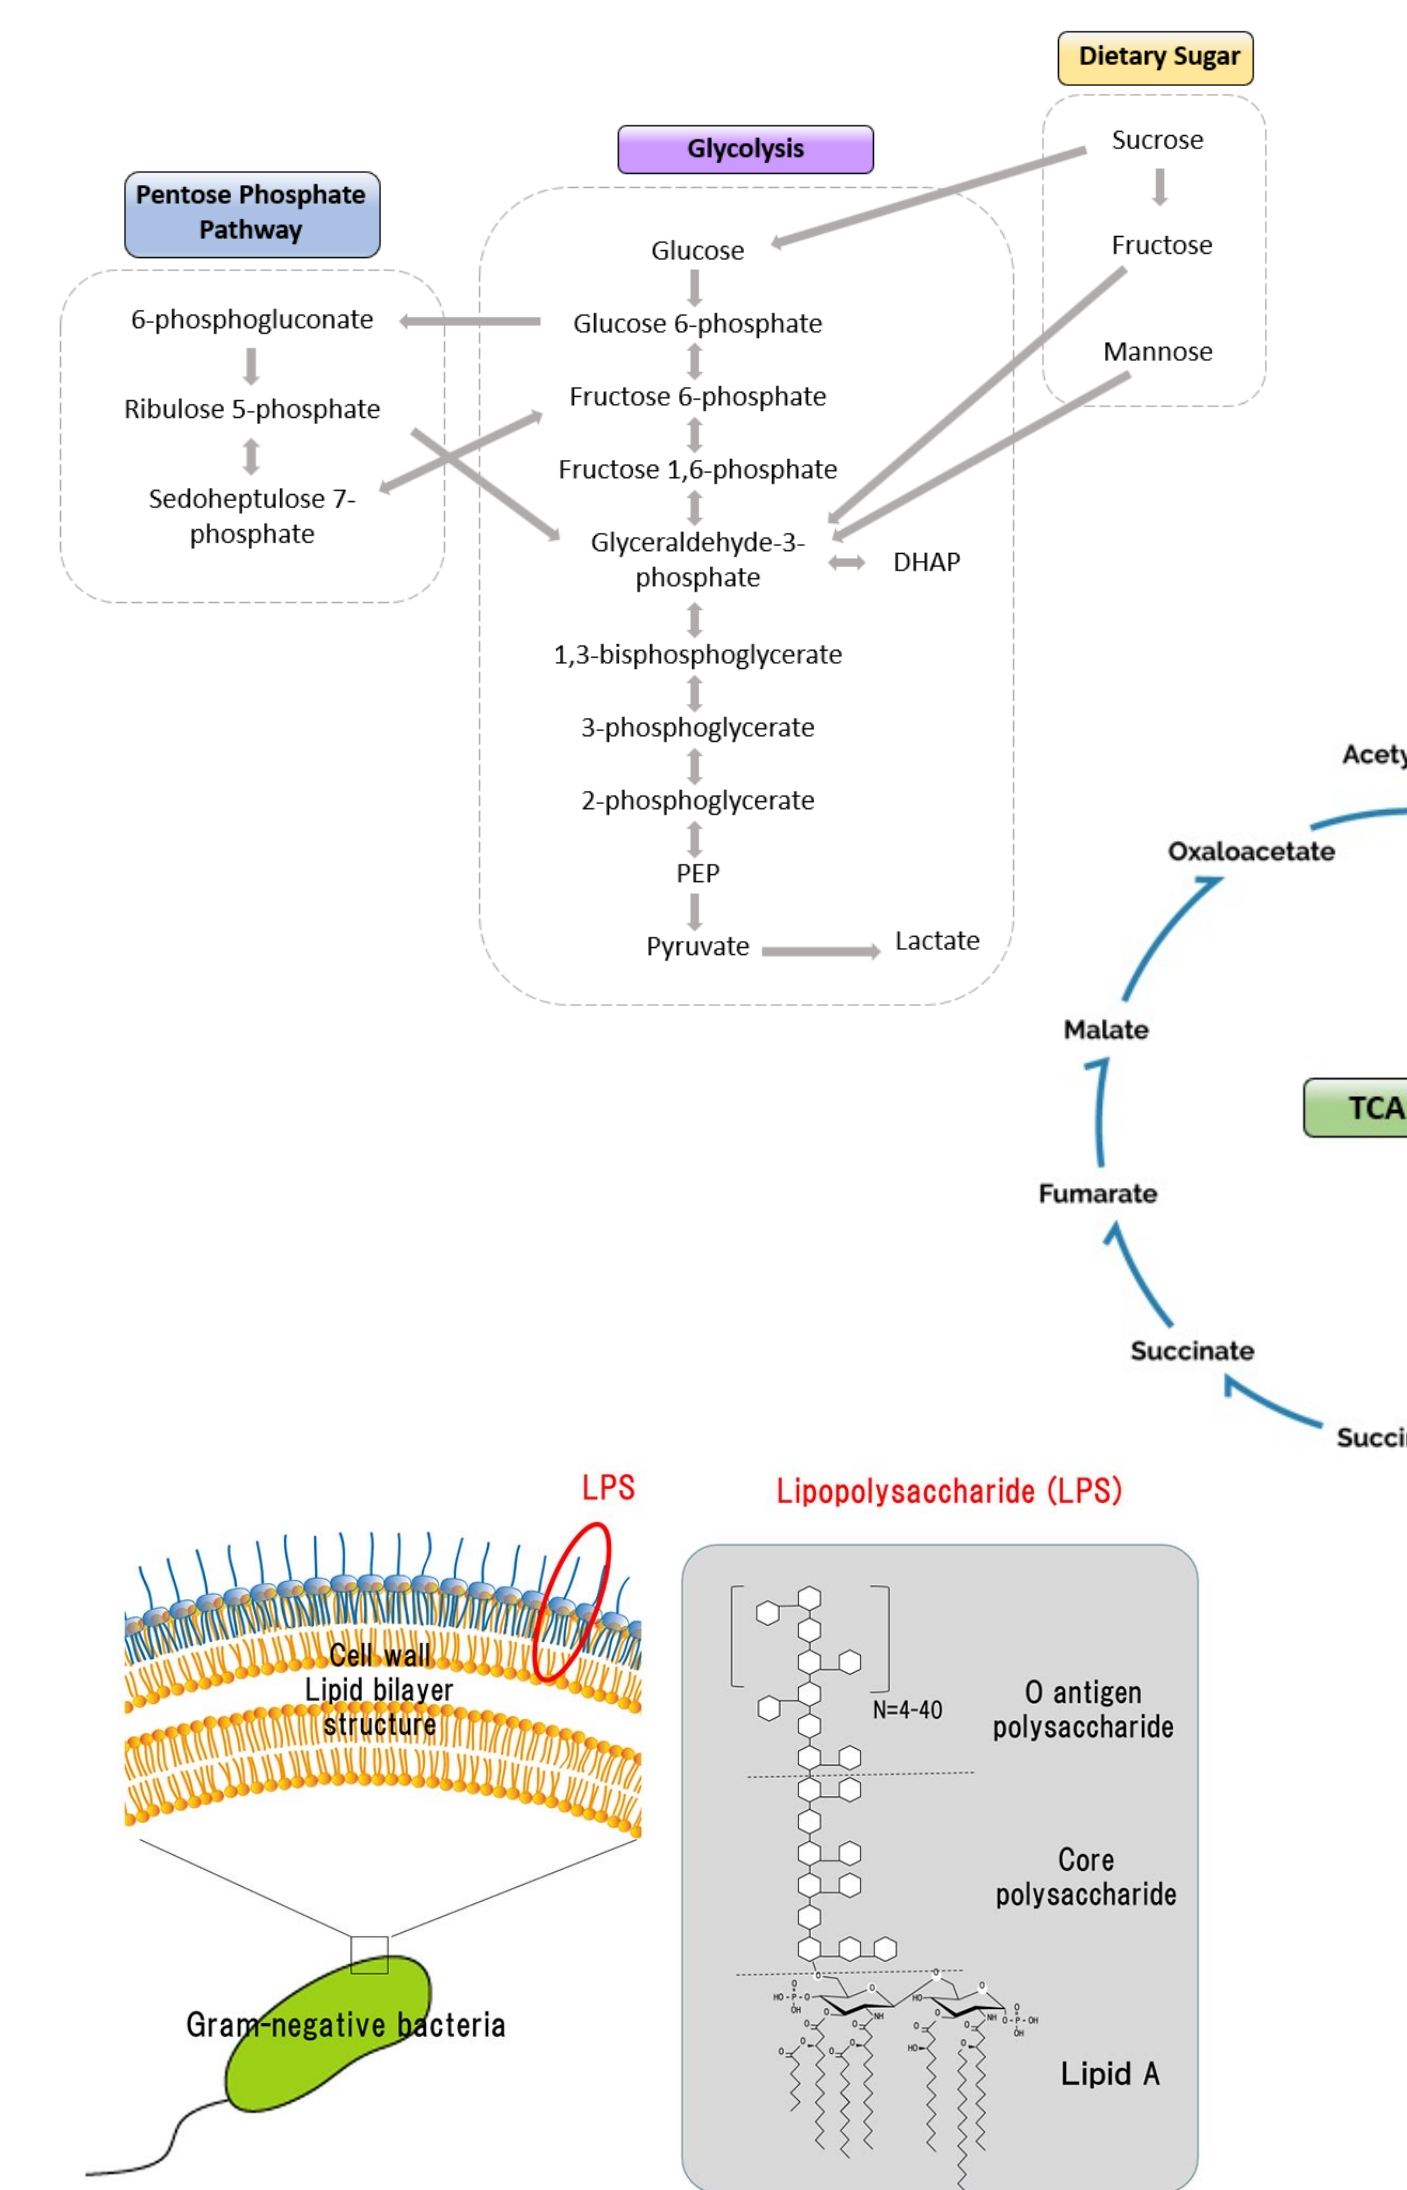 Dietary Sugar
Sucrose
Fructose
Mannose
Glycolysis
Glucose
Glucose 6-phosphate
Fructose 6-phosphate
Fructose 1,6-phosphate
Glyceraldehyde-3-
phosphate
DHAP
1,3-bisphosphoglycerate
3-phosphoglycerate
2-phosphoglycerate
PEP
Pyruvate
Lactate
Pentose Phosphate
Pathway
6-phosphogluconate
Ribulose 5-phosphate
Sedoheptulose 7-
phosphate
Acety
Oxaloacetate
Malate
TCA
Fumarate
Succinate
Succi
LPS
Cell wall
Lipid bilayer
structure
Gram-negative bacteria
Lipopolysaccharide (LPS)
N=4-40
O antigen
polysaccharide
Core
polysaccharide
Lipid A